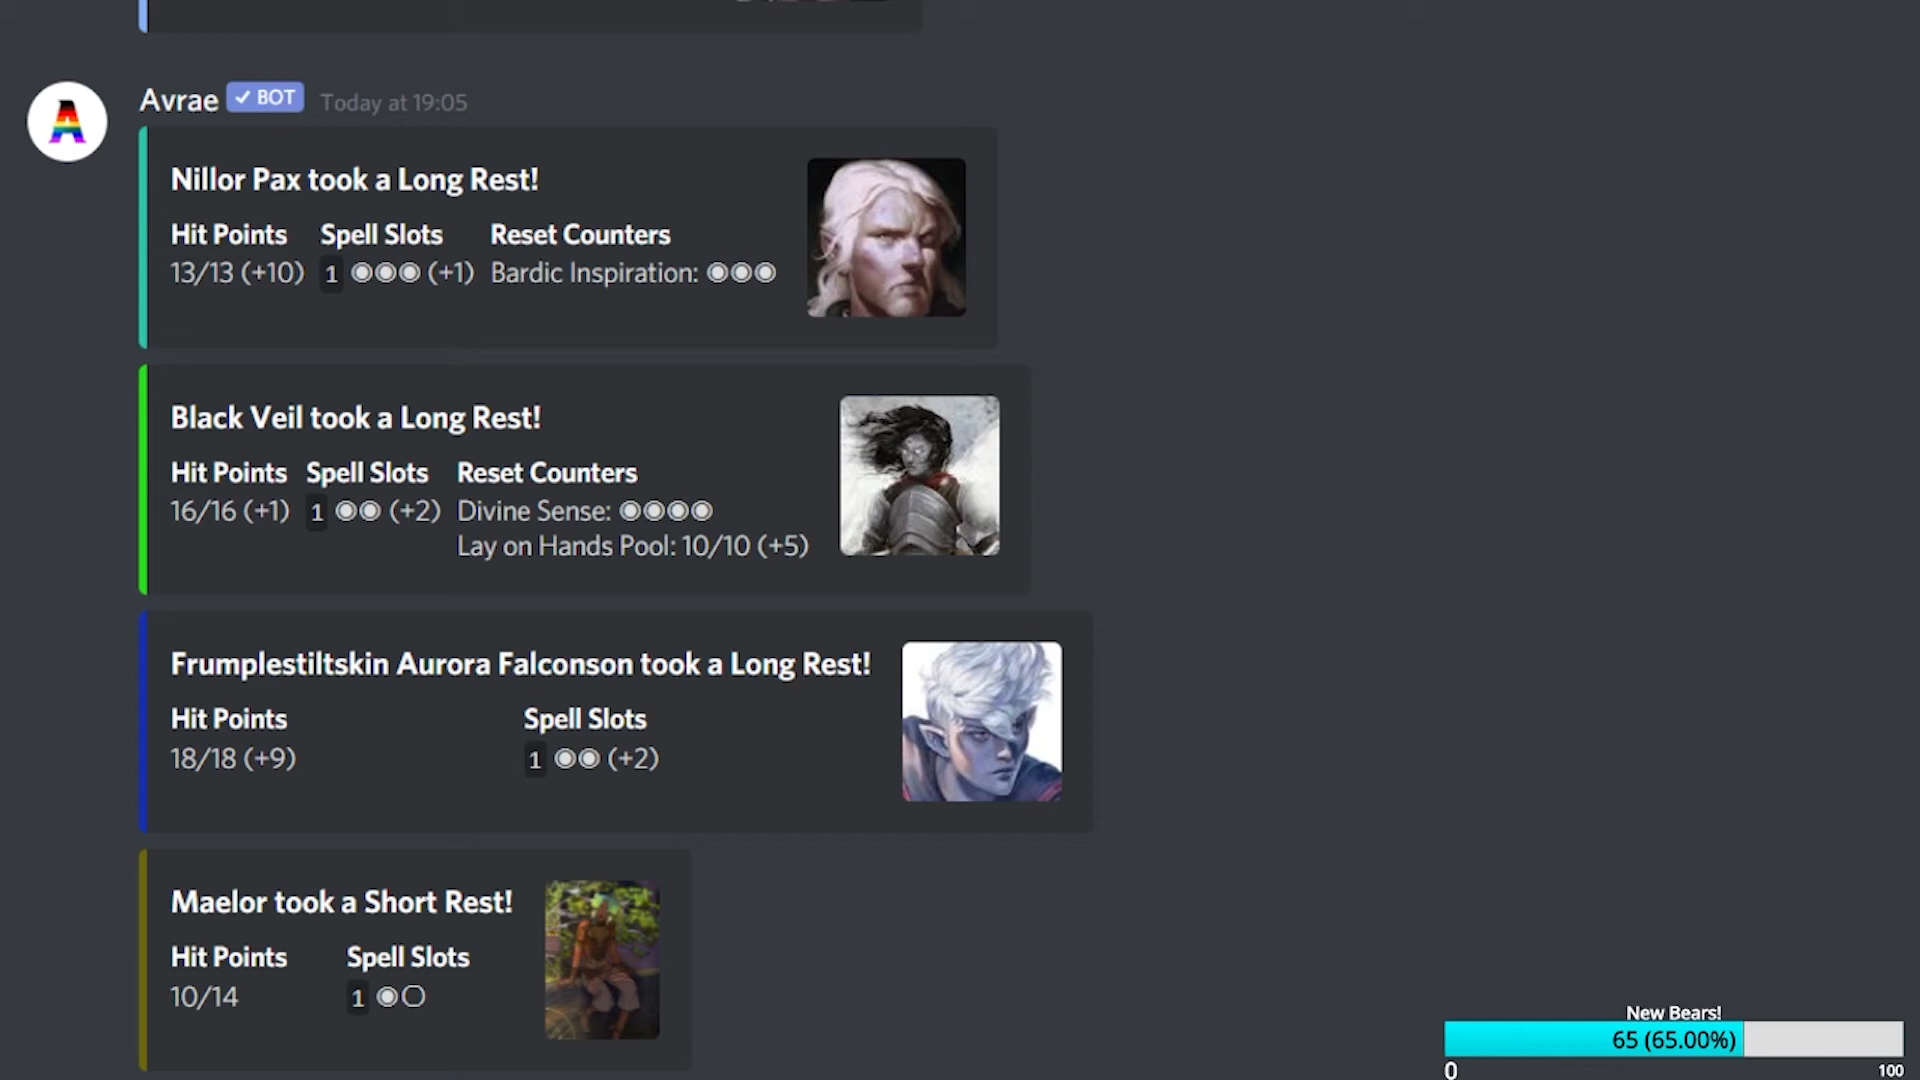 Avrae ✓ BOT Today at 19:05
A
Nillor Pax took a Long Rest!
Hit Points Spell Slots Reset Counters
13/13 (+10) 1 ◉◉◉ (+1) Bardic Inspiration: ◉◉◉
Black Veil took a Long Rest!
Hit Points Spell Slots Reset Counters
16/16 (+1) 1 ◉◉ (+2) Divine Sense: ◉◉◉◉
Lay on Hands Pool: 10/10 (+5)
Frumplestiltskin Aurora Falconson took a Long Rest!
Hit Points Spell Slots
18/18 (+9) 1 ◉◉ (+2)
Maelor took a Short Rest!
Hit Points Spell Slots
10/14 1 ◉〇
New Bears!
65 (65.00%)
0 100